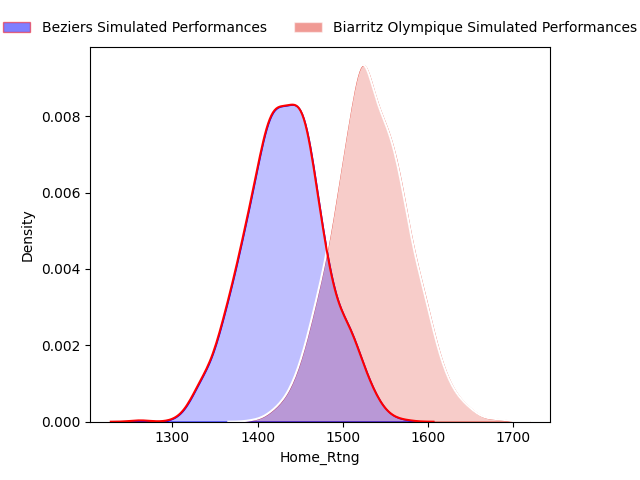 Beziers Simulated Performances
Biarritz Olympique Simulated Performances
Density
0.008
0.006
0.004
0.002
0.000
1300 1400 1500 1600 1700
Home_Rtng